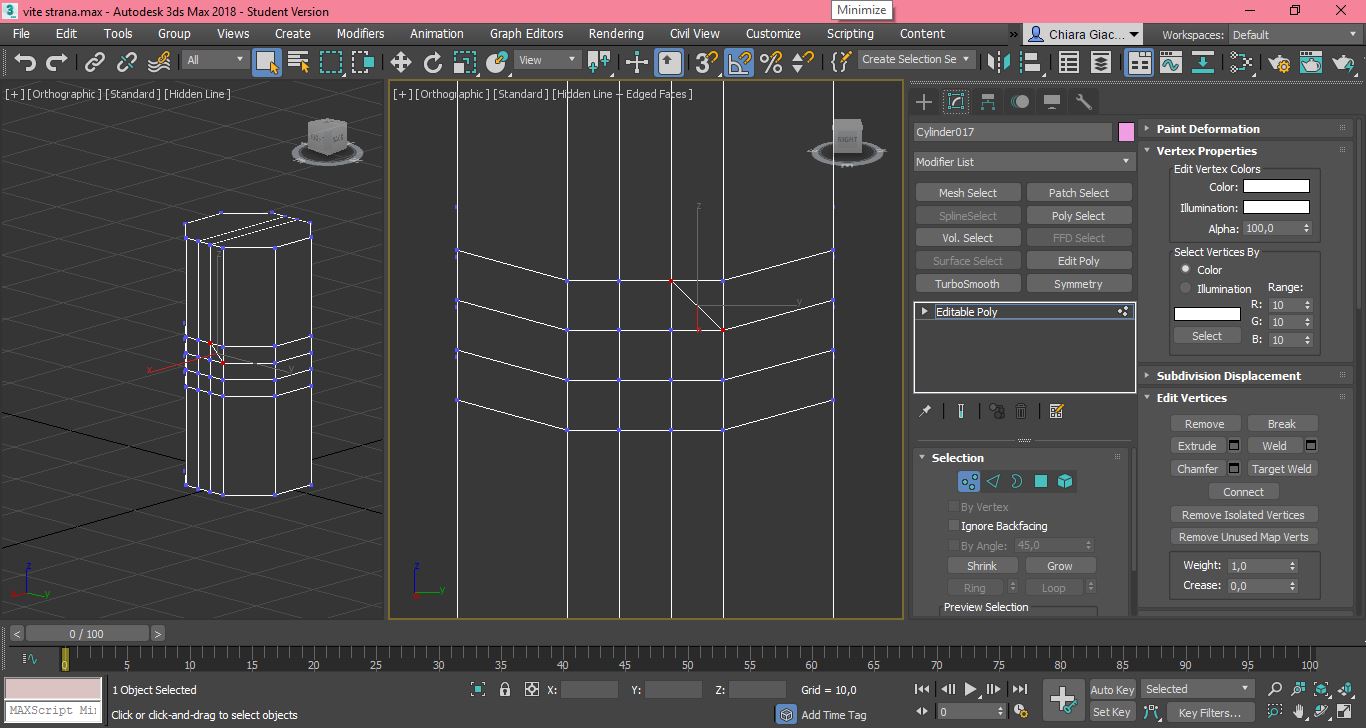 3 vite strana.max - Autodesk 3ds Max 2018 - Student Version
Minimize
File Edit Tools Group Views Create Modifiers Animation Graph Editors Rendering Civil View Customize Scripting Content » Chiara Giac... Workspaces: Default
All View 3 Create Selection Se
[+] [Orthographic] [Standard] [Hidden Line]
[+] [Orthographic] [Standard] [Hidden Line – Edged Faces]
RIGHT
z
x
y
z
y
z
x
y
z
y
Cylinder017
Modifier List
Mesh Select Patch Select
SplineSelect Poly Select
Vol. Select FFD Select
Surface Select Edit Poly
TurboSmooth Symmetry
Editable Poly
Selection
By Vertex
Ignore Backfacing
By Angle: 45,0
Shrink Grow
Ring Loop
Preview Selection
Paint Deformation
Vertex Properties
Edit Vertex Colors
Color:
Illumination:
Alpha: 100,0
Select Vertices By
Color
Illumination Range:
R: 10
G: 10
Select B: 10
Subdivision Displacement
Edit Vertices
Remove Break
Extrude Weld
Chamfer Target Weld
Connect
Remove Isolated Vertices
Remove Unused Map Verts
Weight: 1,0
Crease: 0,0
< 0 / 100 >
0 5 10 15 20 25 30 35 40 45 50 55 60 65 70 75 80 85 90 95 100
1 Object Selected X: Y: Z: Grid = 10,0 Auto Key Selected
MAXScript Mi
Click or click-and-drag to select objects Add Time Tag 0 Set Key Key Filters...